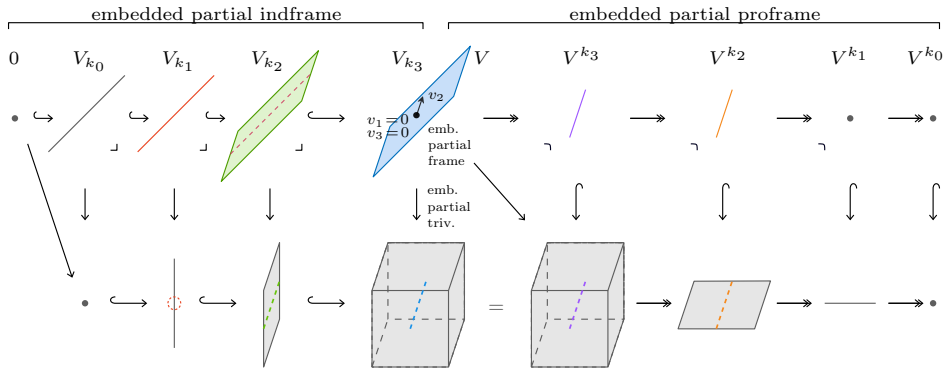 embedded partial indframe embedded partial proframe
0 V_{k_0} V_{k_1} V_{k_2} V_{k_3} V V^{k_3} V^{k_2} V^{k_1} V^{k_0}
v_2
v_1=0
v_3=0
emb.
partial
frame
emb.
partial
triv.
=